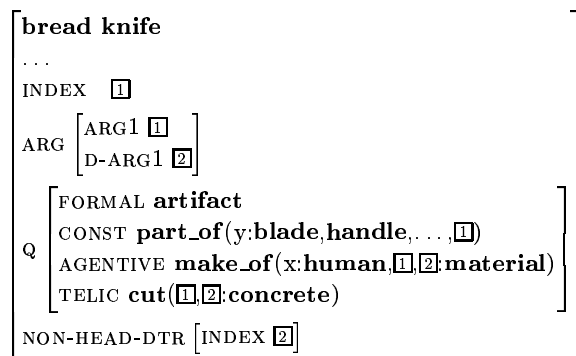 bread knife
...
INDEX 1
ARG ARG1 1
D-ARG1 2
FORMAL artifact
CONST part_of(y:blade,handle,...,1)
Q AGENTIVE make_of(x:human,1,2:material)
TELIC cut(1,2:concrete)
NON-HEAD-DTR [INDEX 2]